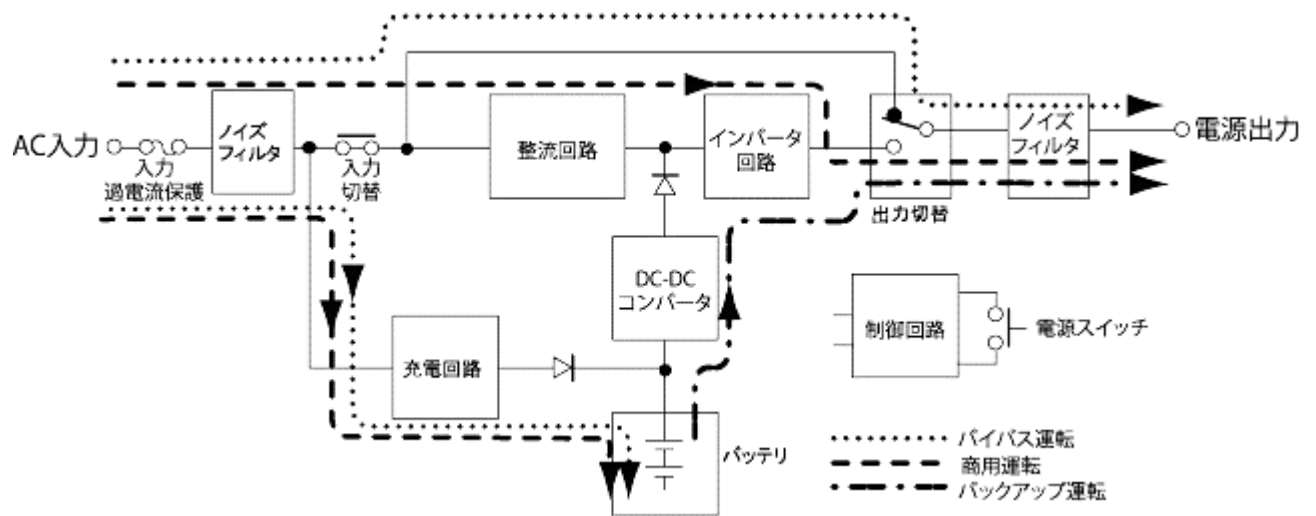 AC入力
入力
過電流保護
ノイズ
フィルタ
入力
切替
整流回路
インバータ
回路
出力切替
ノイズ
フィルタ
電源出力
DC-DC
コンバータ
充電回路
バッテリ
制御回路
電源スイッチ
バイパス運転
商用運転
バックアップ運転